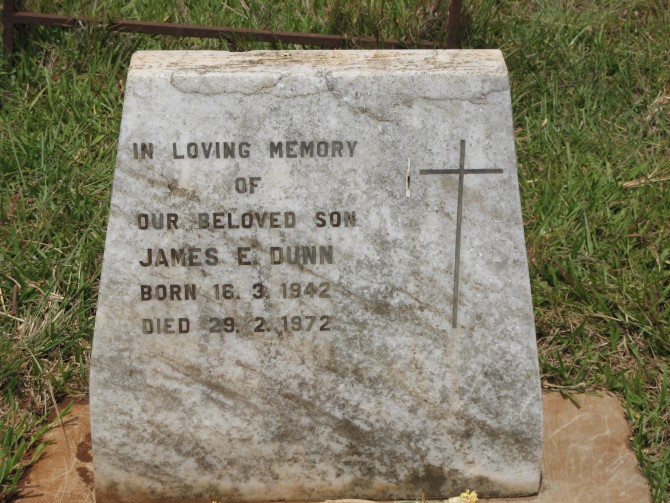 IN LOVING MEMORY
OF
OUR BELOVED SON
JAMES E. DUNN
BORN 16. 3. 1942
DIED 29. 2. 1972